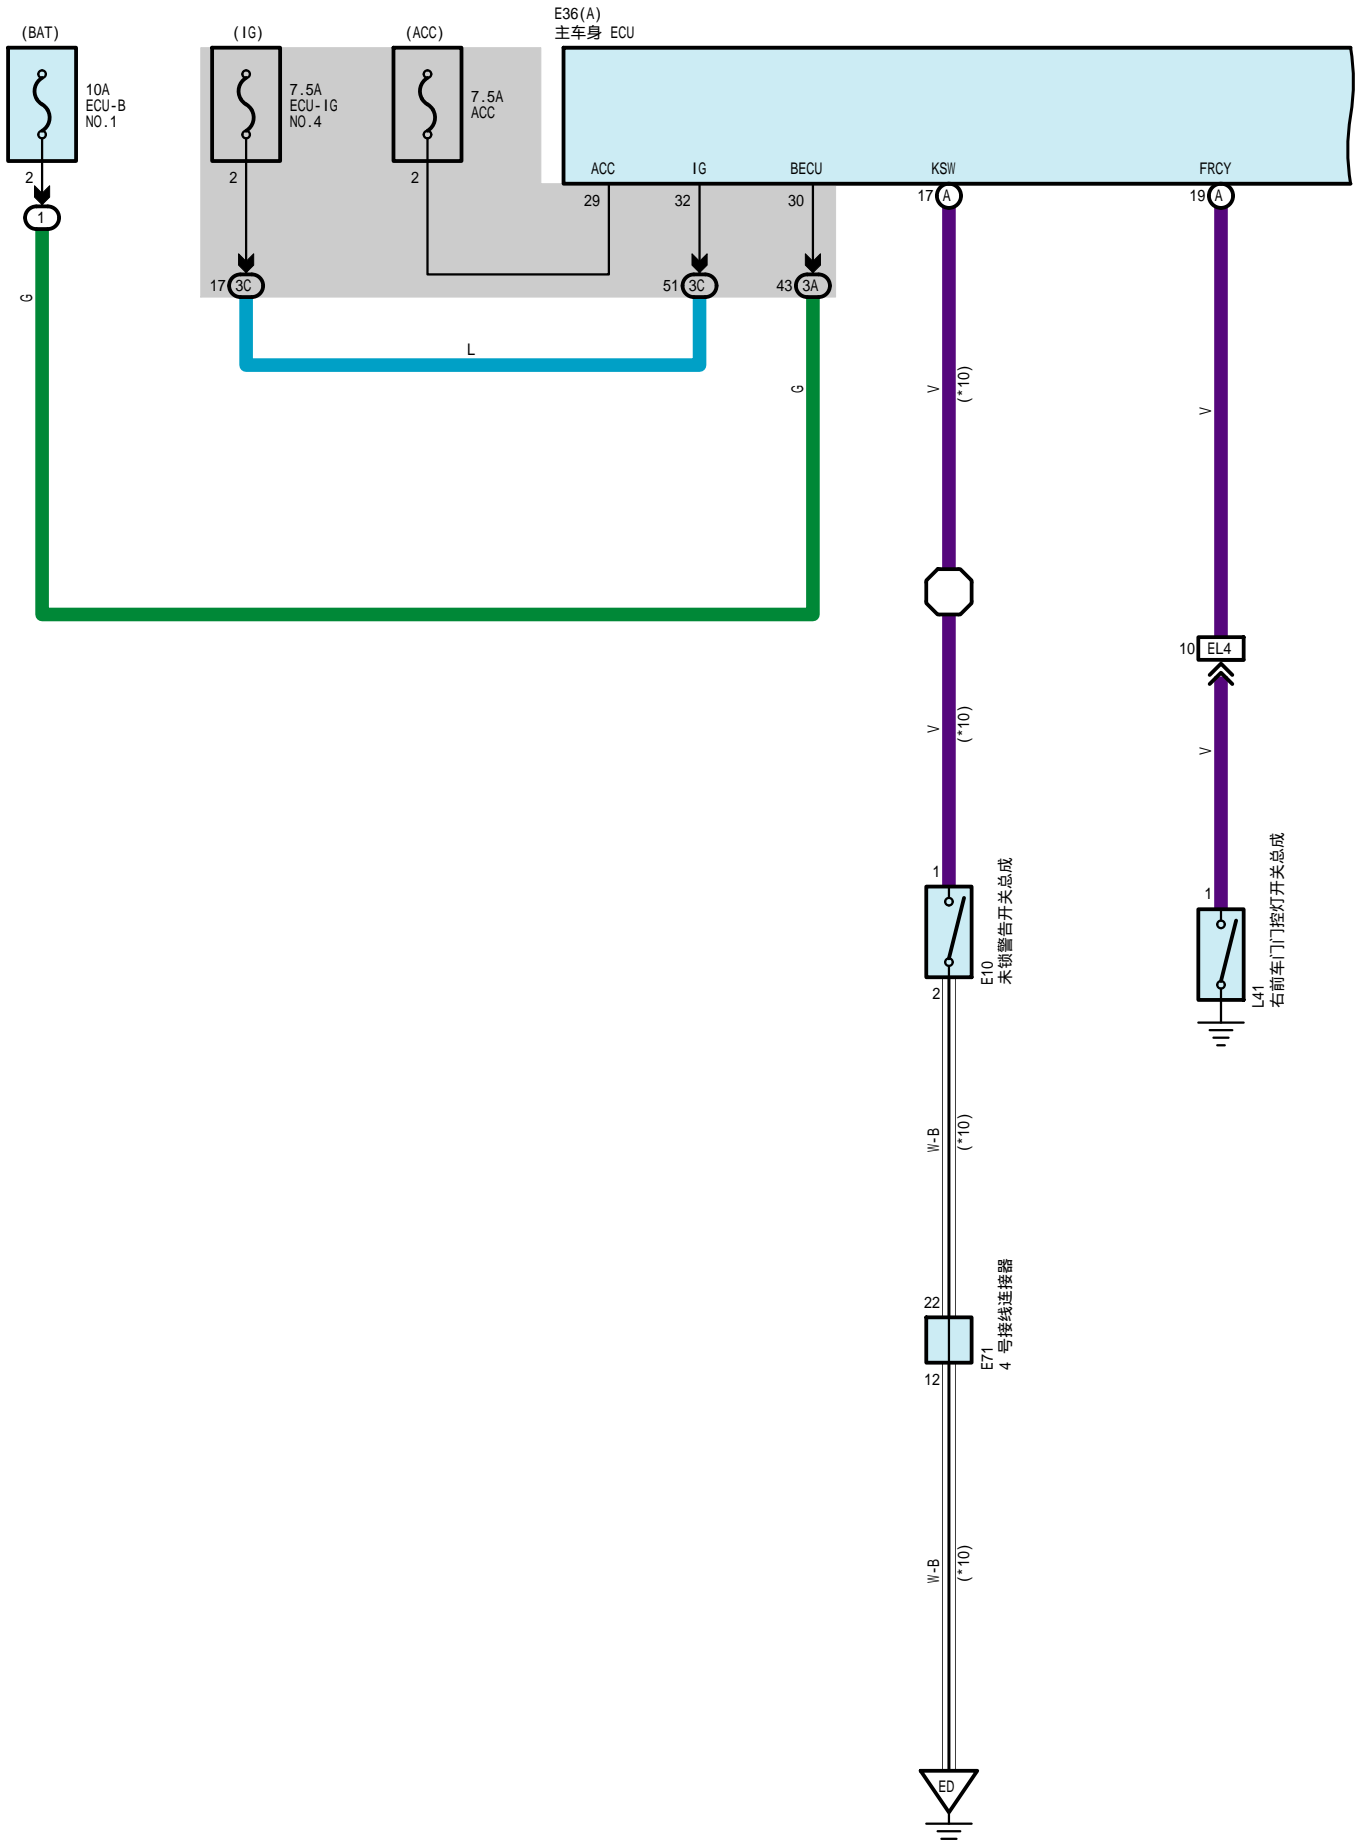 E36(A)
主车身 ECU
(BAT)
(IG)
(ACC)
10A
ECU-B
NO.1
7.5A
ECU-IG
NO.4
7.5A
ACC
ACC
IG
BECU
KSW
FRCY
2
2
2
29
32
30
17
A
19
A
1
17
3C
51
3C
43
3A
G
L
G
V
(*10)
V
10
EL4
V
(*10)
V
1
E10
未锁警告开关总成
2
1
L41
右前车门门控灯开关总成
W-B
(*10)
22
E71
4 号接线连接器
12
W-B
(*10)
ED